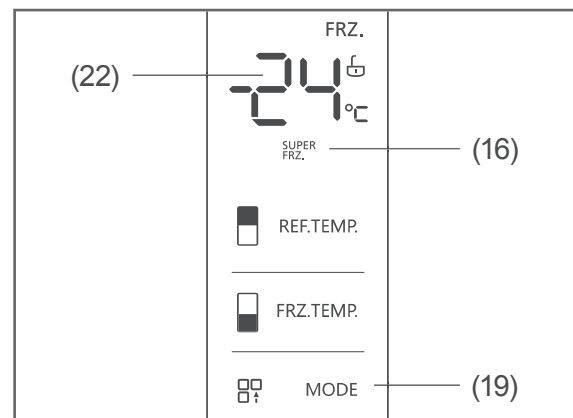 FRZ.
(22)
-24
°C
SUPER
FRZ.
(16)
REF.TEMP.
FRZ.TEMP.
MODE
(19)